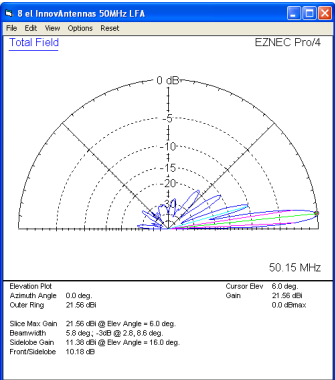 8 el InnovAntennas 50MHz LFA
File Edit View Options Reset
Total Field
EZNEC Pro/4
0 dB
-5
-10
-15
-20
-30
50.15 MHz
Elevation Plot
Cursor Elev 6.0 deg.
Azimuth Angle 0.0 deg.
Gain 21.56 dBi
Outer Ring 21.56 dBi
0.0 dBmax
Slice Max Gain 21.56 dBi @ Elev Angle = 6.0 deg.
Beamwidth 5.8 deg.; -3dB @ 2.8, 8.6 deg.
Sidelobe Gain 11.38 dBi @ Elev Angle = 16.0 deg.
Front/Sidelobe 10.18 dB